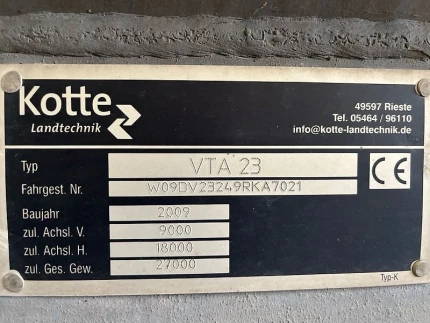 Kotte
Landtechnik
49597 Rieste
Tel. 05464 / 96110
info@kotte-landtechnik.de
Typ VTA 23
Fahrgest. Nr. W09DV23249RKA7021
Baujahr 2009
zul. Achsl. V. 9000
zul. Achsl. H. 18000
zul. Ges. Gew. 27000
CE
Typ-K